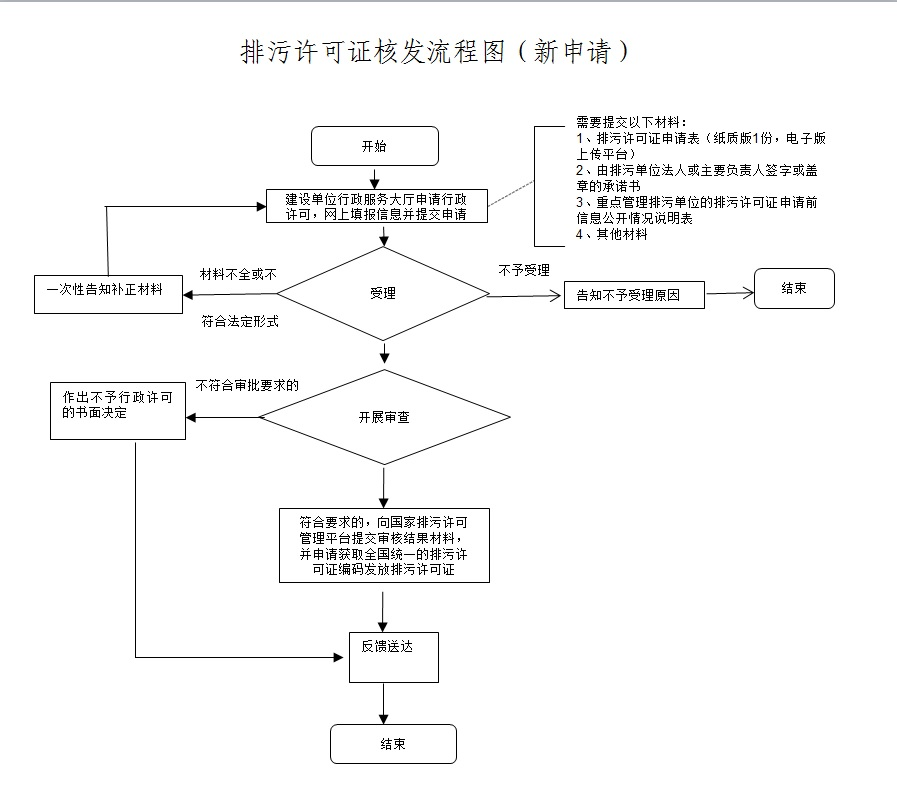 排污许可证核发流程图（新申请）
开始
需要提交以下材料：
1、排污许可证申请表（纸质版1份，电子版
上传平台）
2、由排污单位法人或主要负责人签字或盖
章的承诺书
3、重点管理排污单位的排污许可证申请前
信息公开情况说明表
4、其他材料
建设单位行政服务大厅申请行政
许可，网上填报信息并提交申请
材料不全或不
符合法定形式
一次性告知补正材料
受理
不予受理
告知不予受理原因
结束
不符合审批要求的
作出不予行政许可
的书面决定
开展审查
符合要求的，向国家排污许可
管理平台提交审核结果材料，
并申请获取全国统一的排污许
可证编码发放排污许可证
反馈送达
结束